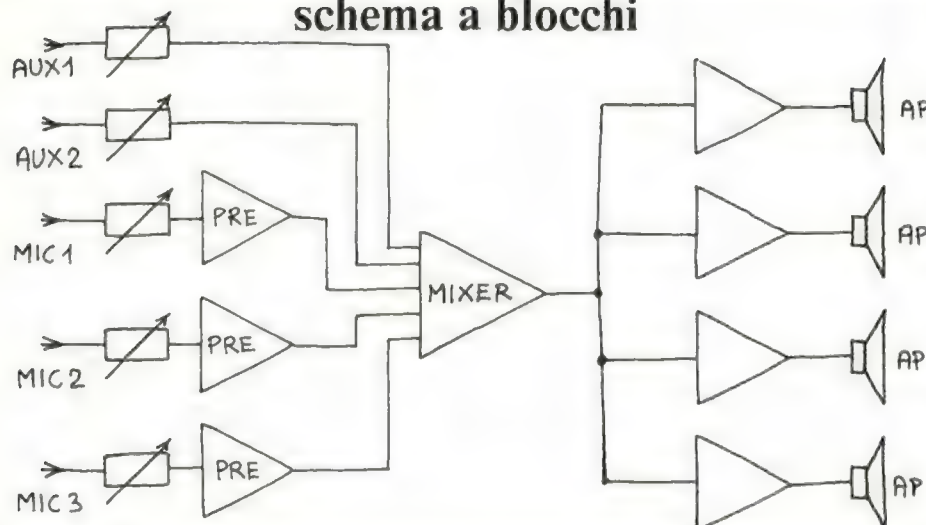 schema a blocchi
AUX1
AUX2
MIC1
PRE
MIC2
PRE
MIC3
PRE
MIXER
AP
AP
AP
AP